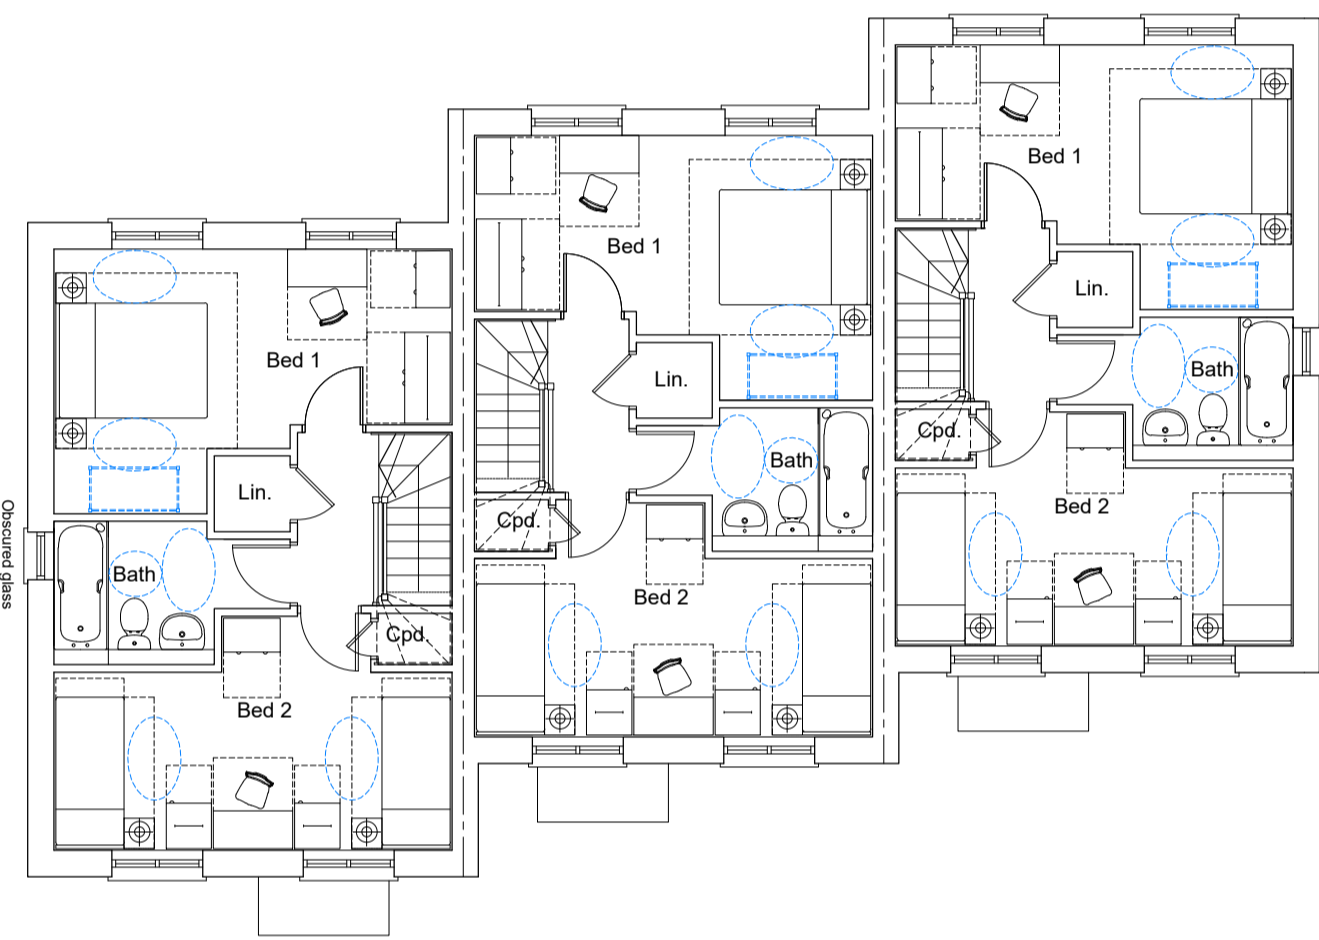 Bed 1
Lin.
Bath
Cpd.
Bed 2
Obscured glass
Bed 1
Lin.
Bath
Cpd.
Bed 2
Bed 1
Lin.
Bath
Cpd.
Bed 2